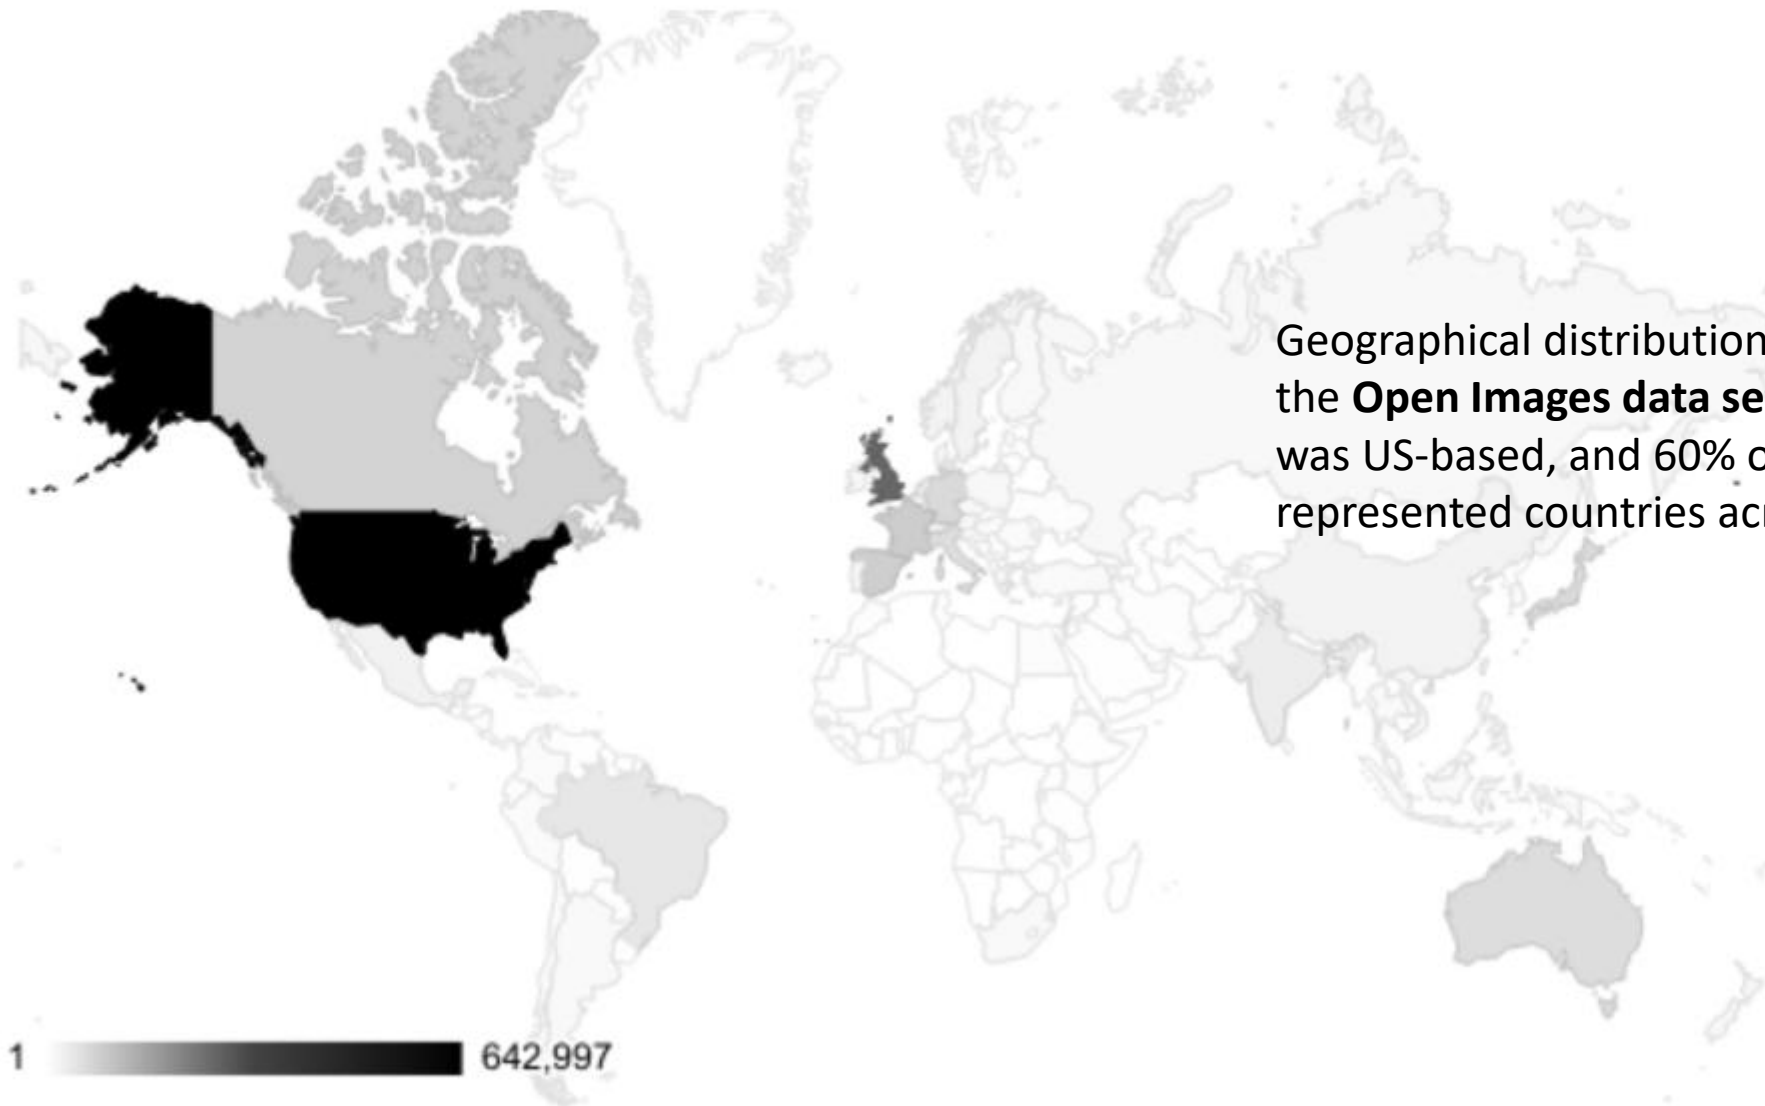 Geographical distribution
the Open Images data se
was US-based, and 60% o
represented countries acr
1 642,997